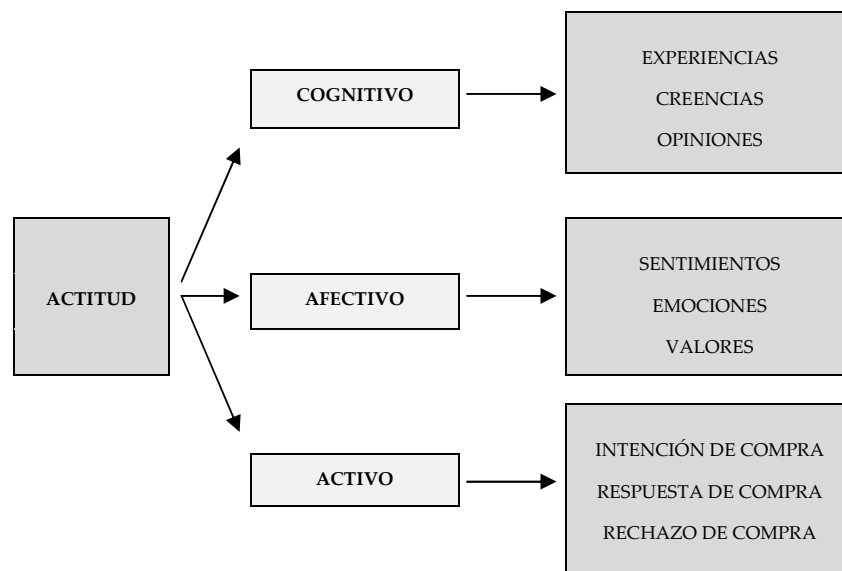 ACTITUD
COGNITIVO
EXPERIENCIAS
CREENCIAS
OPINIONES
AFECTIVO
SENTIMIENTOS
EMOCIONES
VALORES
ACTIVO
INTENCIÓN DE COMPRA
RESPUESTA DE COMPRA
RECHAZO DE COMPRA